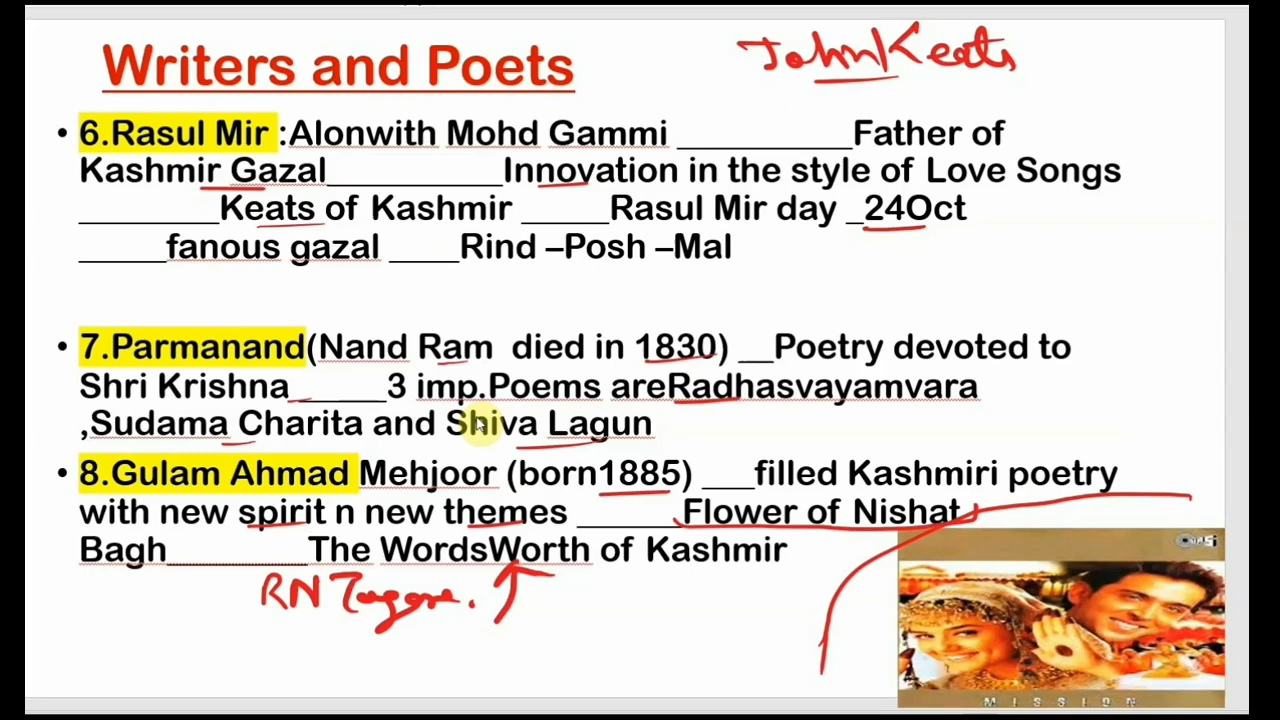 Writers and Poets
John Keats
• 6.Rasul Mir :Alonwith Mohd Gammi __________Father of
Kashmir Gazal__________Innovation in the style of Love Songs
________Keats of Kashmir _____Rasul Mir day _24Oct
_____fanous gazal ____Rind –Posh –Mal
• 7.Parmanand(Nand Ram died in 1830) __Poetry devoted to
Shri Krishna______3 imp.Poems areRadhasvayamvara
,Sudama Charita and Shiva Lagun
• 8.Gulam Ahmad Mehjoor (born1885) ___filled Kashmiri poetry
with new spirit n new themes ______Flower of Nishat
Bagh________The WordsWorth of Kashmir
RN Tagore.
MISSION